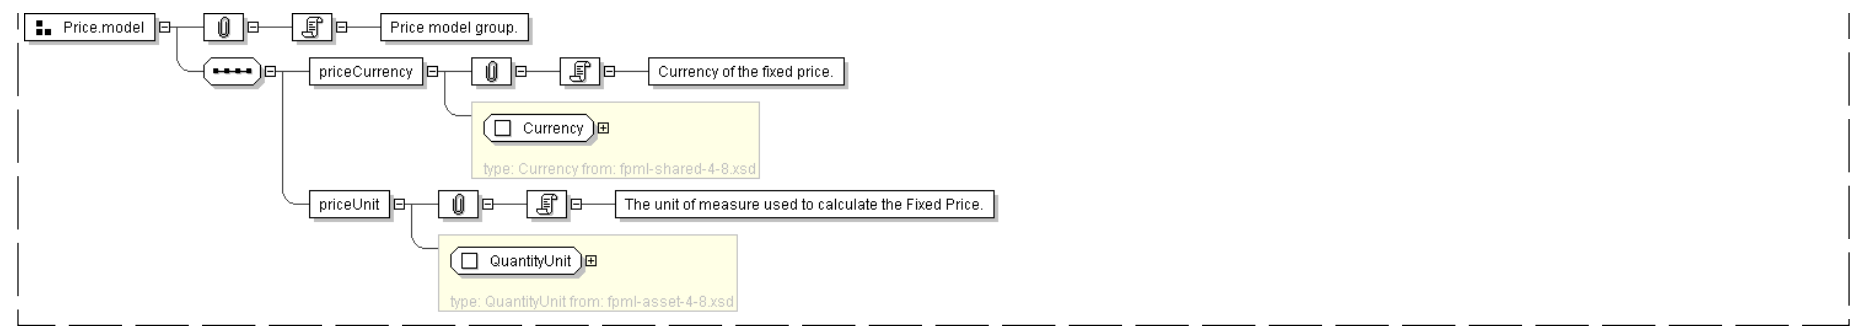 Price.model
Price model group.
priceCurrency
Currency of the fixed price.
Currency
type: Currency from: fpml-shared-4-8.xsd
priceUnit
The unit of measure used to calculate the Fixed Price.
QuantityUnit
type: QuantityUnit from: fpml-asset-4-8.xsd